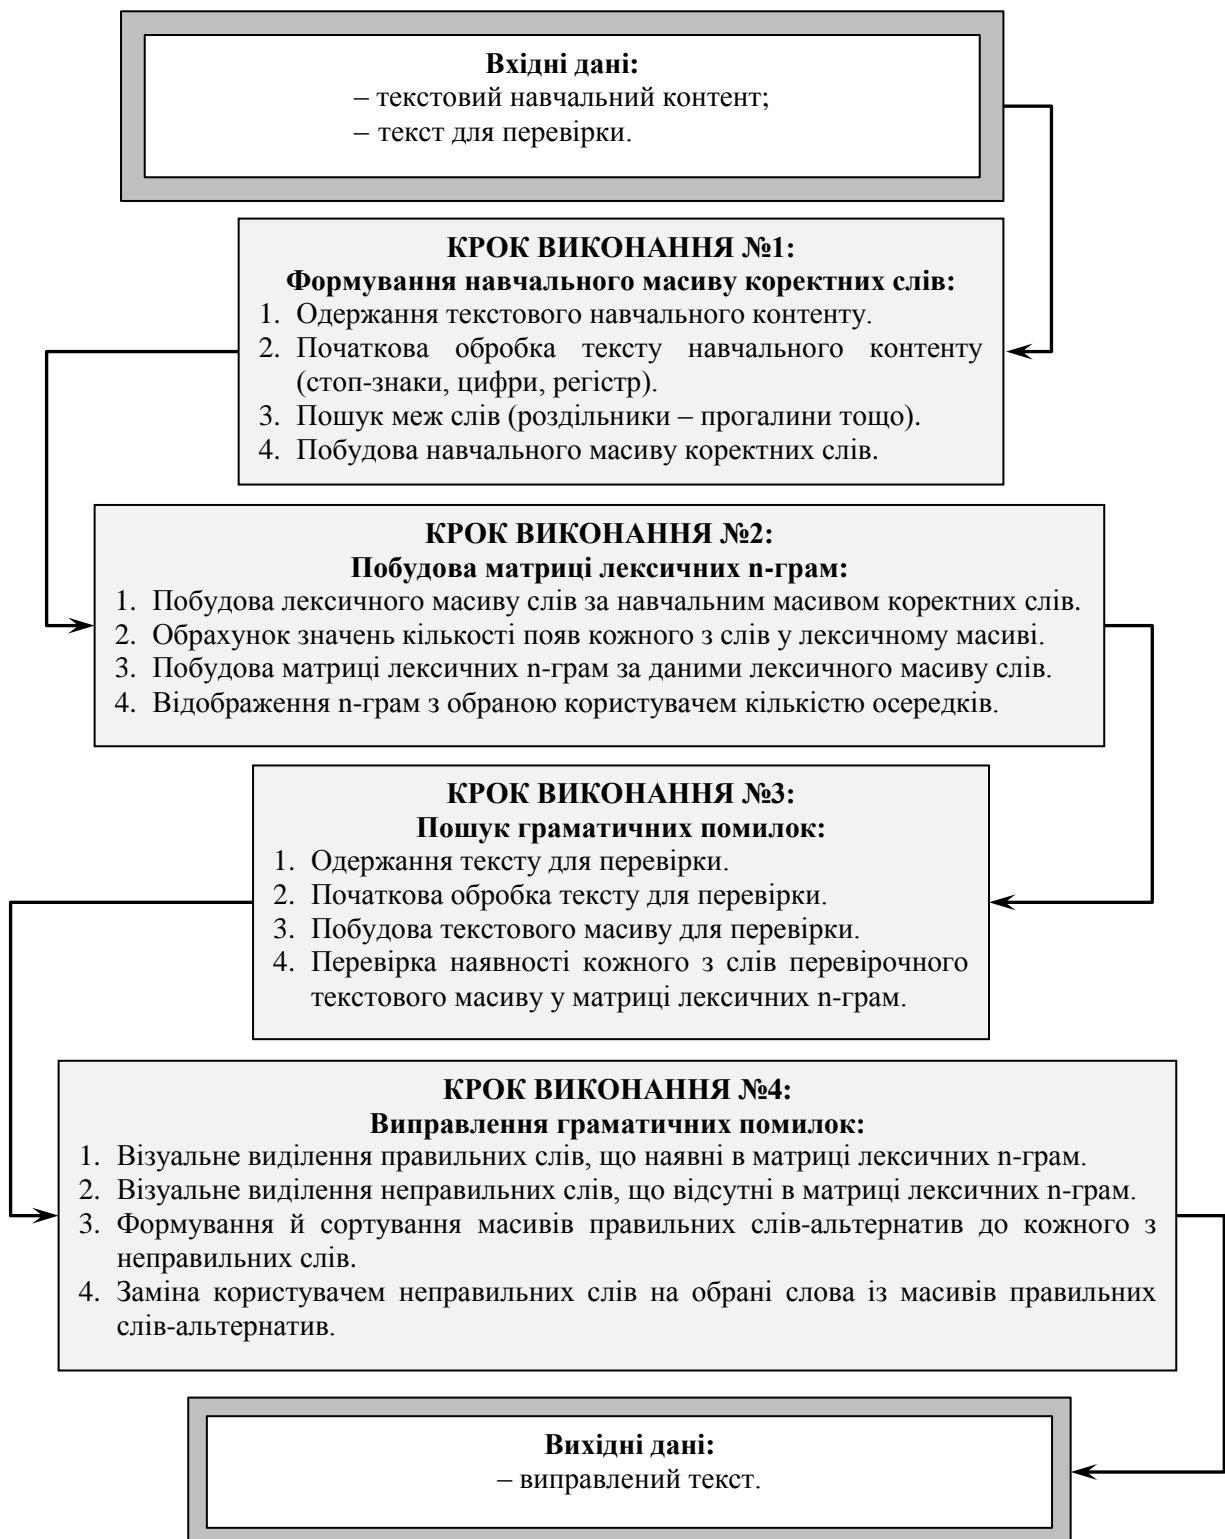 Вхідні дані:
– текстовий навчальний контент;
– текст для перевірки.
КРОК ВИКОНАННЯ №1:
Формування навчального масиву коректних слів:
1. Одержання текстового навчального контенту.
2. Початкова обробка тексту навчального контенту
(стоп-знаки, цифри, регістр).
3. Пошук меж слів (роздільники – прогалини тощо).
4. Побудова навчального масиву коректних слів.
КРОК ВИКОНАННЯ №2:
Побудова матриці лексичних n-грам:
1. Побудова лексичного масиву слів за навчальним масивом коректних слів.
2. Обрахунок значень кількості появ кожного з слів у лексичному масиві.
3. Побудова матриці лексичних n-грам за даними лексичного масиву слів.
4. Відображення n-грам з обраною користувачем кількістю осередків.
КРОК ВИКОНАННЯ №3:
Пошук граматичних помилок:
1. Одержання тексту для перевірки.
2. Початкова обробка тексту для перевірки.
3. Побудова текстового масиву для перевірки.
4. Перевірка наявності кожного з слів перевірочного
текстового масиву у матриці лексичних n-грам.
КРОК ВИКОНАННЯ №4:
Виправлення граматичних помилок:
1. Візуальне виділення правильних слів, що наявні в матриці лексичних n-грам.
2. Візуальне виділення неправильних слів, що відсутні в матриці лексичних n-грам.
3. Формування й сортування масивів правильних слів-альтернатив до кожного з
неправильних слів.
4. Заміна користувачем неправильних слів на обрані слова із масивів правильних
слів-альтернатив.
Вихідні дані:
– виправлений текст.